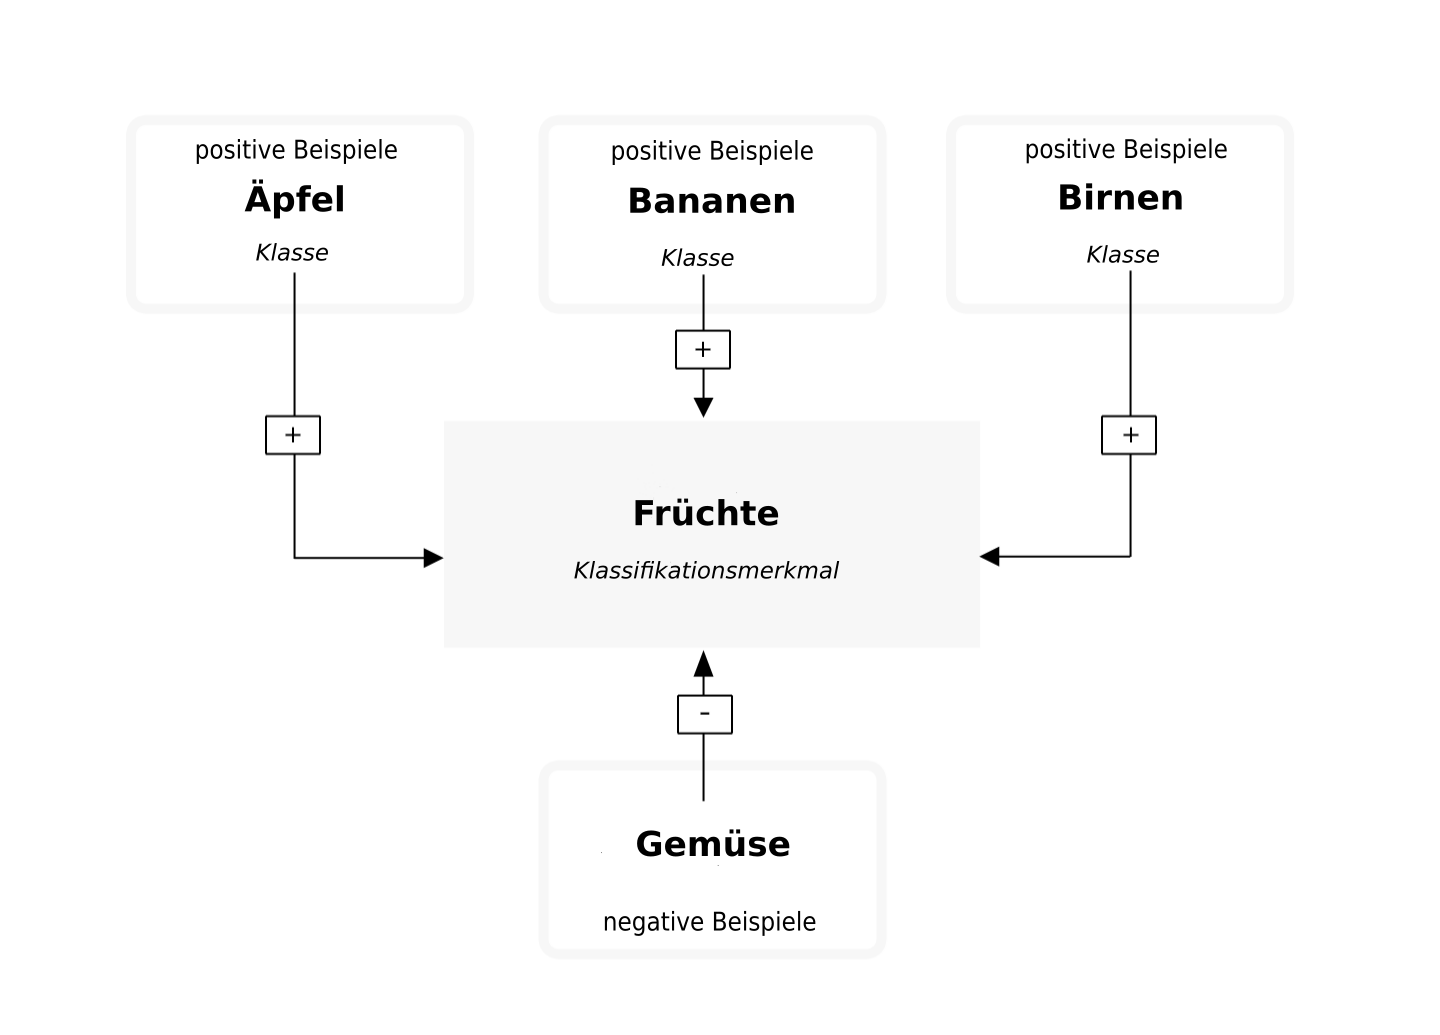 positive Beispiele
Äpfel
Klasse
positive Beispiele
Bananen
Klasse
positive Beispiele
Birnen
Klasse
+
+
+
Früchte
Klassifikationsmerkmal
-
Gemüse
negative Beispiele